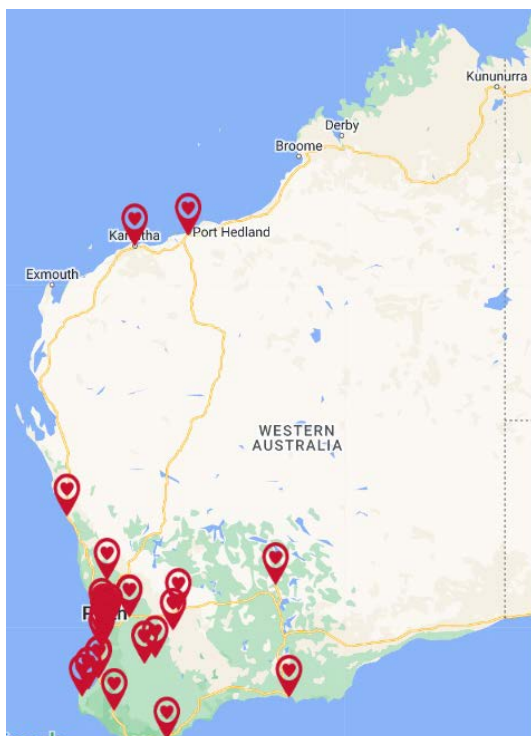 Kununurra
Derby
Broome
Port Hedland
Exmouth
WESTERN
AUSTRALIA